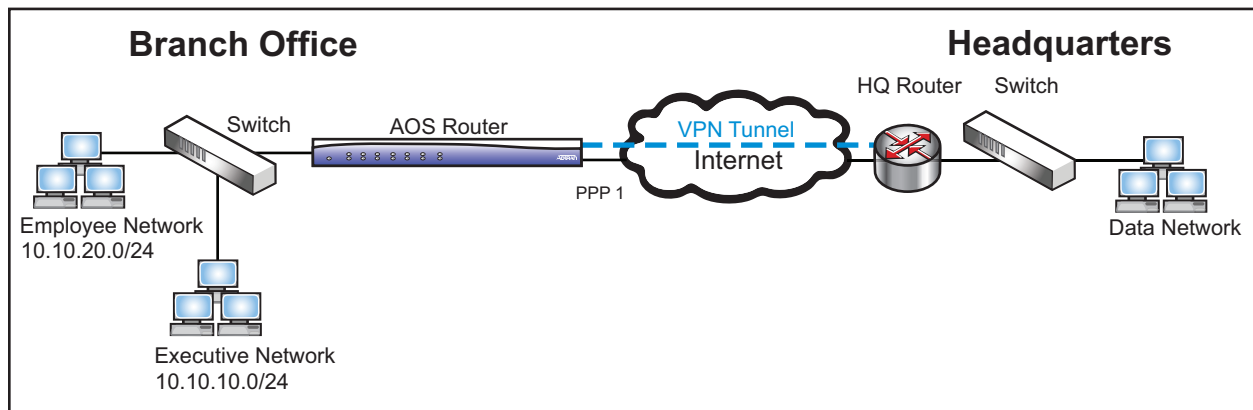 Branch Office
Headquarters
HQ Router
Switch
Switch
AOS Router
VPN Tunnel
Internet
PPP 1
Employee Network
10.10.20.0/24
Data Network
Executive Network
10.10.10.0/24
ADTRAN